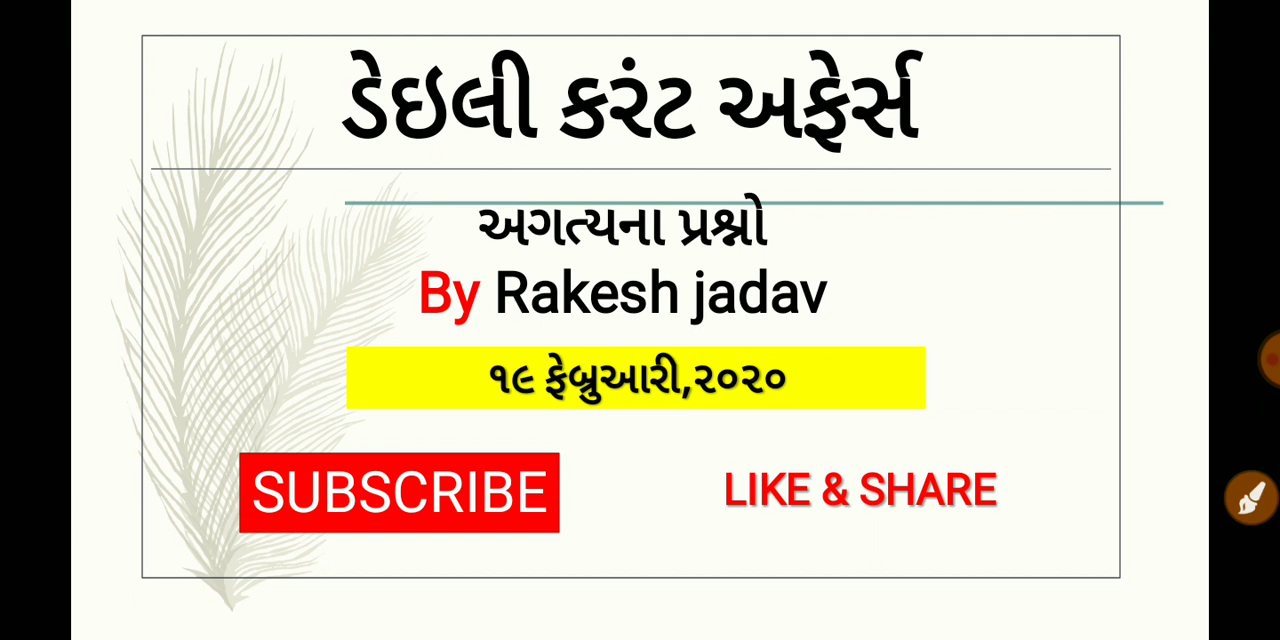 ડેઇલી કરંટ અફેર્સ
અગત્યના પ્રશ્નો
By Rakesh jadav
૧૯ ફેબ્રુઆરી,૨૦૨૦
SUBSCRIBE
LIKE & SHARE